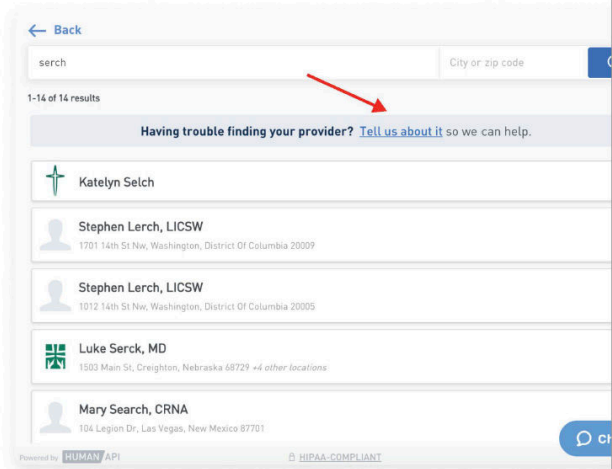 Back
serch City or zip code
1-14 of 14 results
Having trouble finding your provider? Tell us about it so we can help.
Katelyn Selch
Stephen Lerch, LICSW
1701 14th St Nw, Washington, District Of Columbia 20009
Stephen Lerch, LICSW
1012 14th St Nw, Washington, District Of Columbia 20005
Luke Serck, MD
1503 Main St, Creighton, Nebraska 68729 +4 other locations
Mary Search, CRNA
104 Legion Dr, Las Vegas, New Mexico 87701
Ch
Powered by HUMAN API HIPAA-COMPLIANT